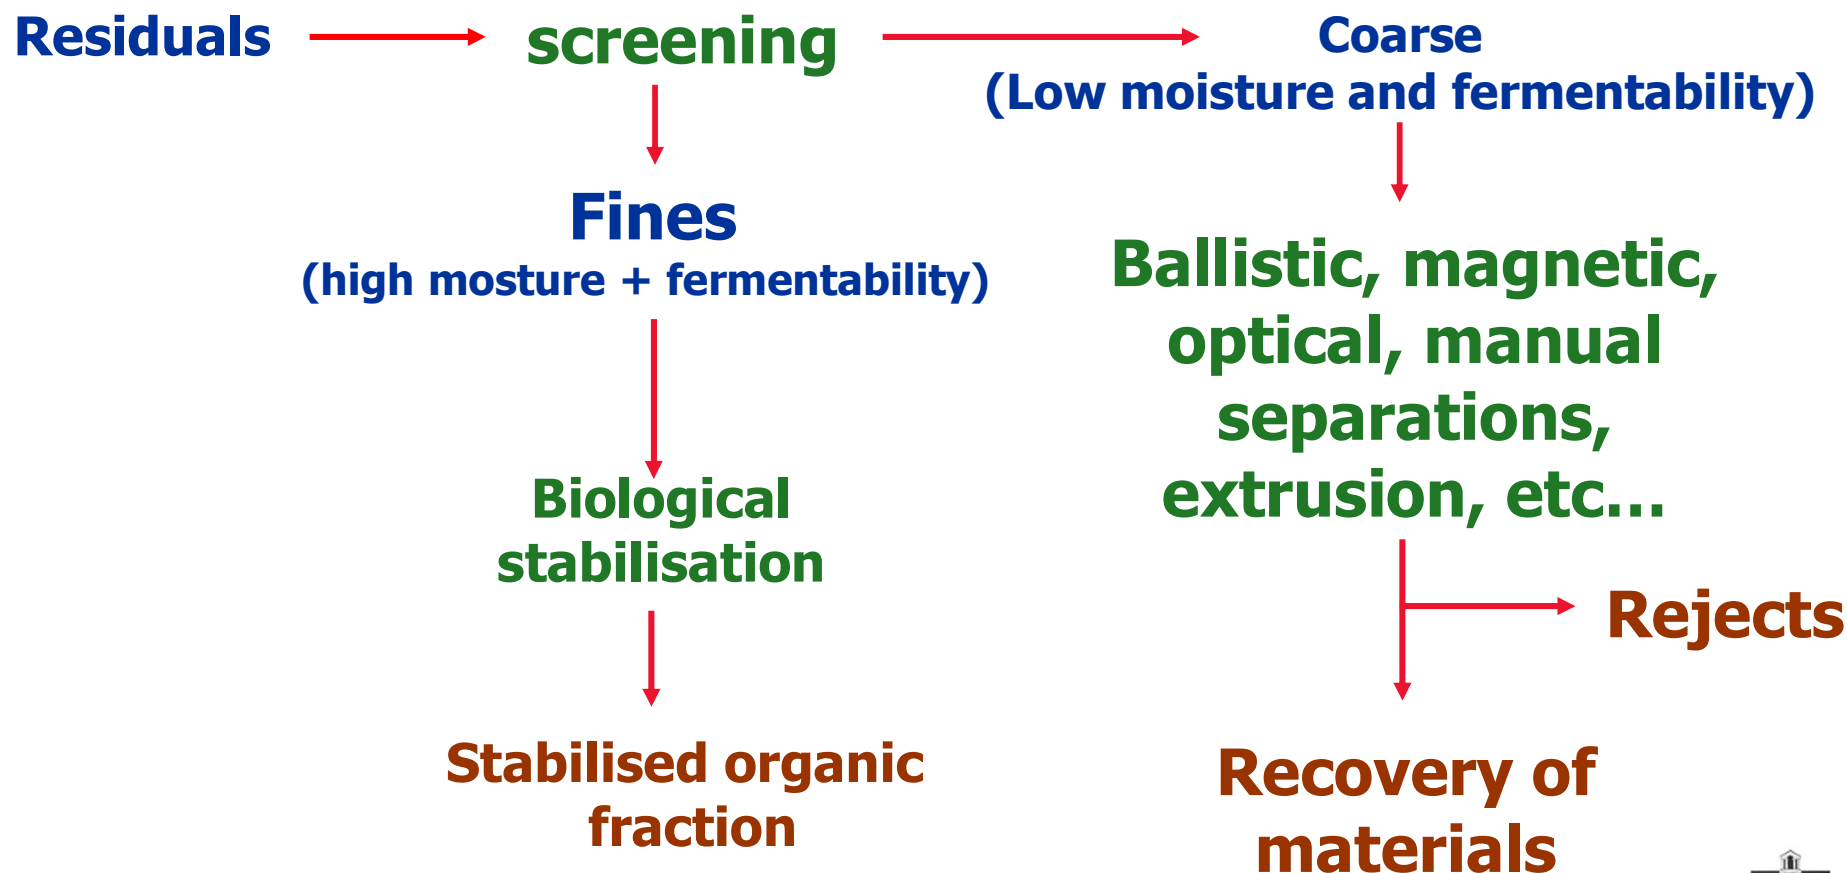 Residuals
screening
Coarse
(Low moisture and fermentability)
Fines
(high mosture + fermentability)
Ballistic, magnetic,
optical, manual
separations,
extrusion, etc...
Biological
stabilisation
Rejects
Stabilised organic
fraction
Recovery of
materials